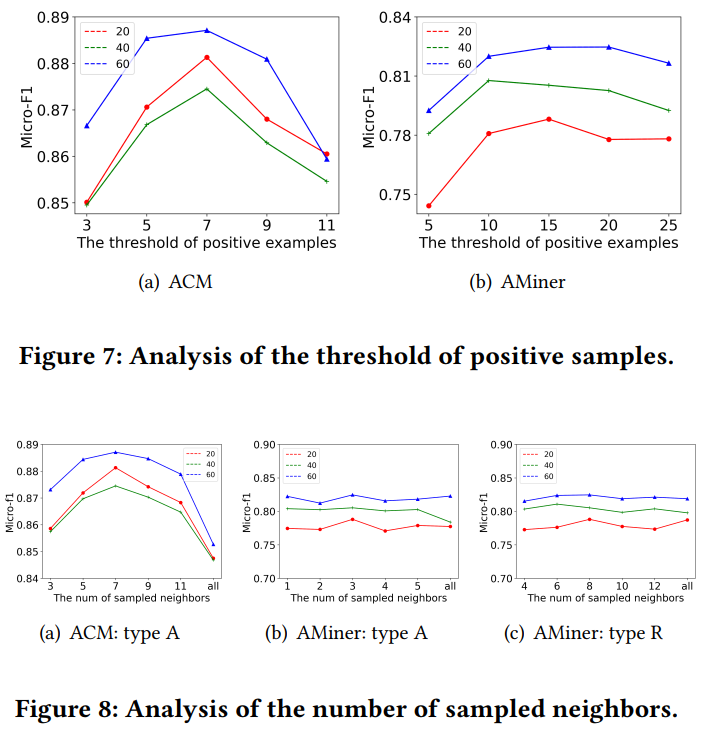 0.89
0.88
0.87
0.86
0.85
Micro-F1
20
40
60
3 5 7 9 11
The threshold of positive examples
(a) ACM
0.84
0.81
0.78
0.75
Micro-F1
20
40
60
5 10 15 20 25
The threshold of positive examples
(b) AMiner
Figure 7: Analysis of the threshold of positive samples.
0.89
0.88
0.87
0.86
0.85
0.84
Micro-f1
20
40
60
3 5 7 9 11 all
The num of sampled neighbors
(a) ACM: type A
0.90
0.85
0.80
0.75
0.70
Micro-f1
20
40
60
1 2 3 4 5 all
The num of sampled neighbors
(b) AMiner: type A
0.90
0.85
0.80
0.75
0.70
Micro-f1
20
40
60
4 6 8 10 12 all
The num of sampled neighbors
(c) AMiner: type R
Figure 8: Analysis of the number of sampled neighbors.